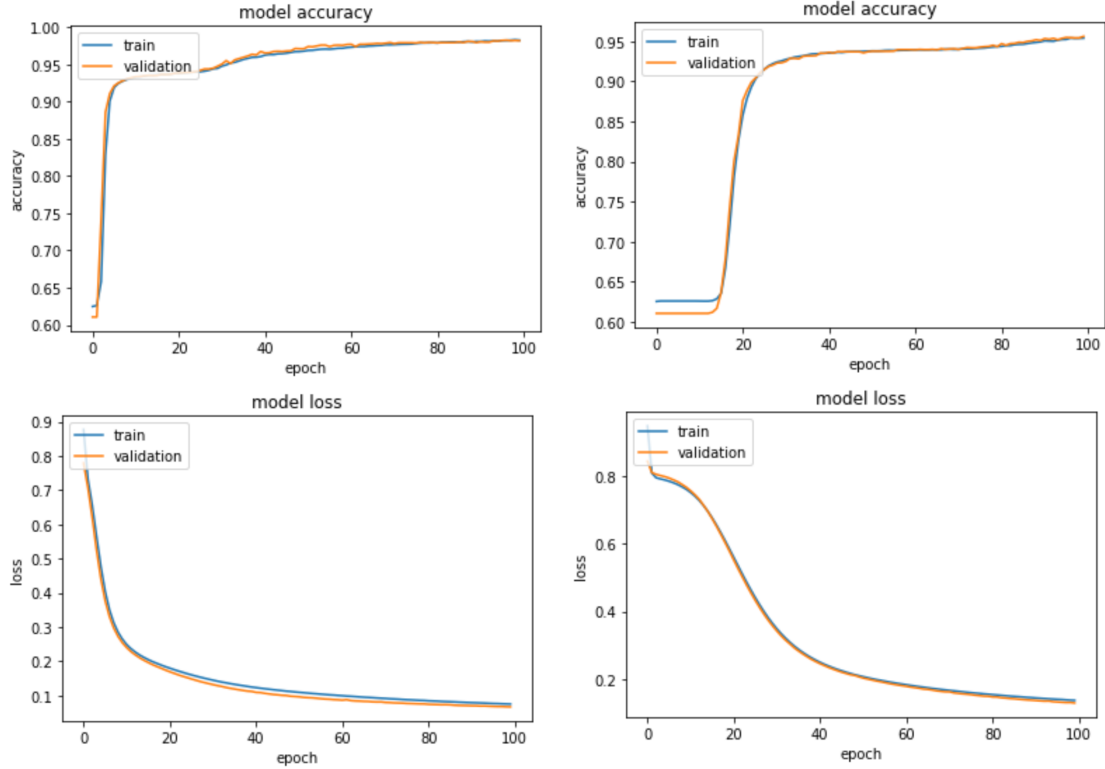 model accuracy
1.00
0.95
0.90
0.85
0.80
0.75
0.70
0.65
0.60
accuracy
train
validation
0 20 40 60 80 100
epoch
model accuracy
0.95
0.90
0.85
0.80
0.75
0.70
0.65
0.60
accuracy
train
validation
0 20 40 60 80 100
epoch
model loss
0.9
0.8
0.7
0.6
0.5
0.4
0.3
0.2
0.1
loss
train
validation
0 20 40 60 80 100
epoch
model loss
0.8
0.6
0.4
0.2
loss
train
validation
0 20 40 60 80 100
epoch